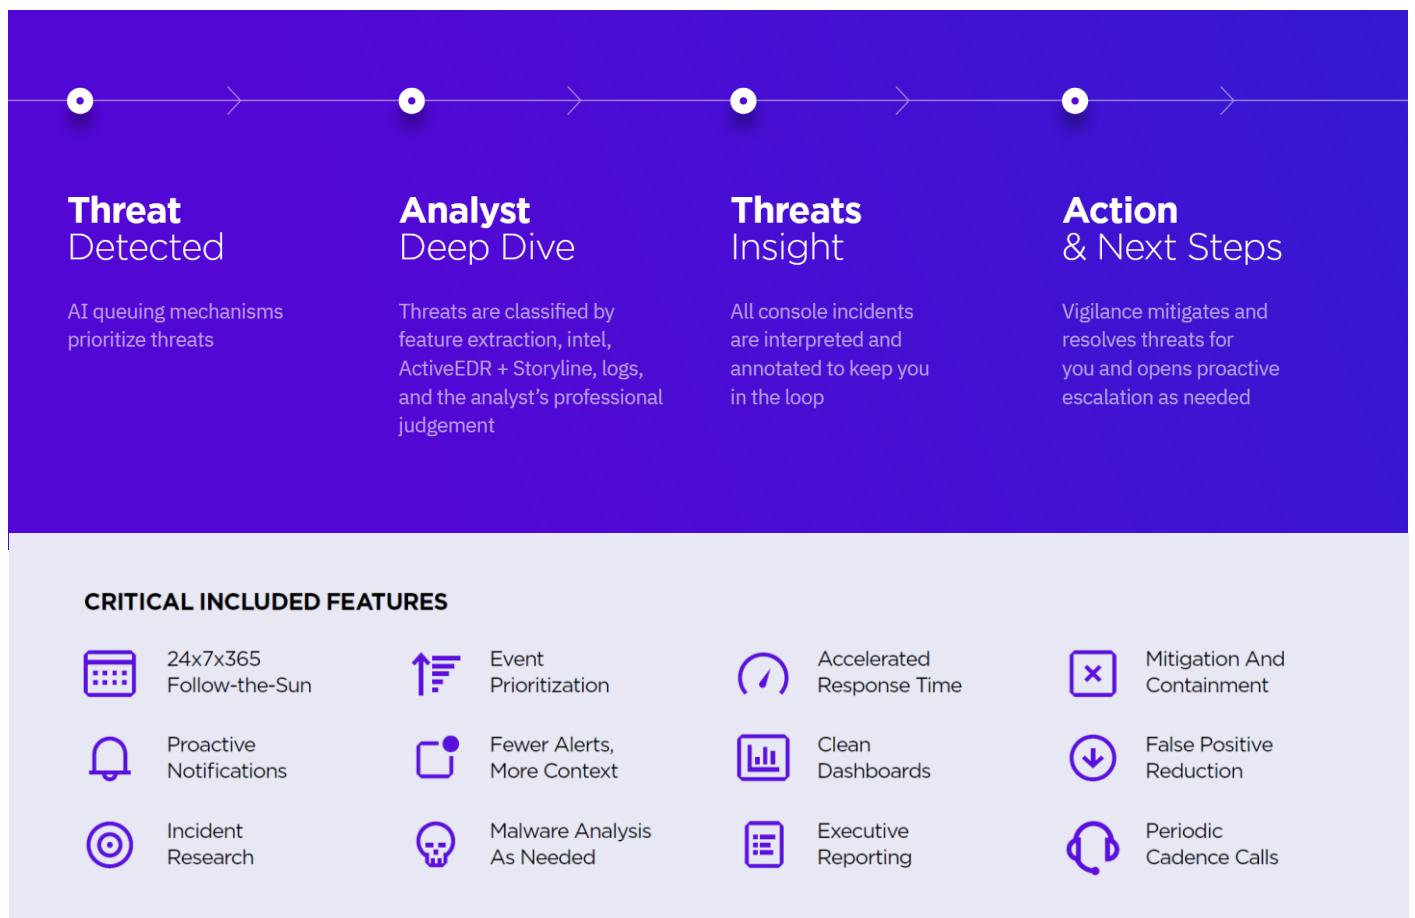 Threat
Detected
AI queuing mechanisms
prioritize threats
Analyst
Deep Dive
Threats are classified by
feature extraction, intel,
ActiveEDR + Storyline, logs,
and the analyst's professional
judgement
Threats
Insight
All console incidents
are interpreted and
annotated to keep you
in the loop
Action
& Next Steps
Vigilance mitigates and
resolves threats for
you and opens proactive
escalation as needed
CRITICAL INCLUDED FEATURES
24x7x365
Follow-the-Sun
Event
Prioritization
Accelerated
Response Time
Mitigation And
Containment
Proactive
Notifications
Fewer Alerts,
More Context
Clean
Dashboards
False Positive
Reduction
Incident
Research
Malware Analysis
As Needed
Executive
Reporting
Periodic
Cadence Calls